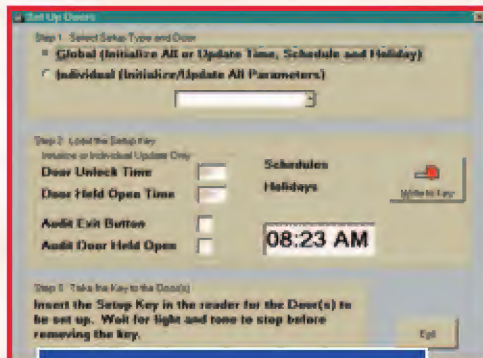 Set Up Doors
Step 1 Select Setup Type and Door
Global (Initialize All or Update Time, Schedule and Holiday)
Individual (Initialize/Update All Parameters)
Step 2 Load the Setup Key
Initialize or Individual Update Only
Door Unlock Time
Door Held Open Time
Audit Exit Button
Audit Door Held Open
Schedules
Holidays
Write to Key
08:23 AM
Step 3 Take the Key to the Door(s)
Insert the Setup Key in the reader for the Door(s) to
be set up. Wait for light and tone to stop before
removing the key.
Exit